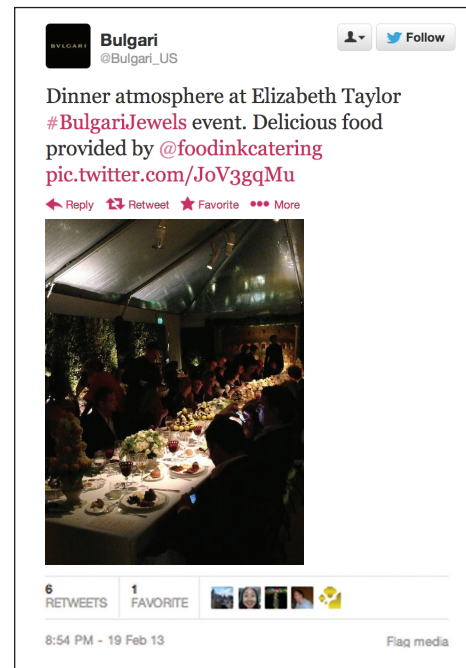 BVLGARI
Bulgari
@Bulgari_US
Follow
Dinner atmosphere at Elizabeth Taylor
#BulgariJewels event. Delicious food
provided by @foodinkcatering
pic.twitter.com/JoV3gqMu
Reply Retweet Favorite More
6 1
RETWEETS FAVORITE
8:54 PM - 19 Feb 13 Flag media